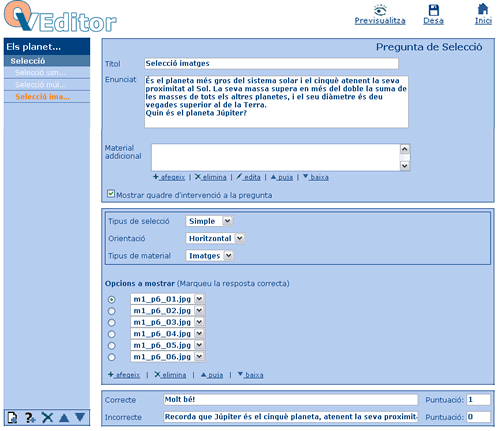 QVEditor
Previsualitza Desa Inici
Els planet...
Selecció
Selecció sim...
Selecció múl...
Selecció ima...
Pregunta de Selecció
Títol Selecció imatges
Enunciat És el planeta més gros del sistema solar i el cinquè atenent la seva
proximitat al Sol. La seva massa supera en més del doble la suma de
les masses de tots els altres planetes, i el seu diàmetre és deu
vegades superior al de la Terra.
Quin és el planeta Júpiter?
Material
addicional
afegeix | elimina | edita | puja | baixa
Mostrar quadre d'intervenció a la pregunta
Tipus de selecció Simple
Orientació Horitzontal
Tipus de material Imatges
Opcions a mostrar (Marqueu la resposta correcta)
m1_p6_01.jpg
m1_p6_02.jpg
m1_p6_03.jpg
m1_p6_04.jpg
m1_p6_05.jpg
m1_p6_06.jpg
afegeix | elimina | puja | baixa
Correcte Molt bé! Puntuació: 1
Incorrecte Recorda que Júpiter és el cinquè planeta, atenent la seva proximit Puntuació: 0